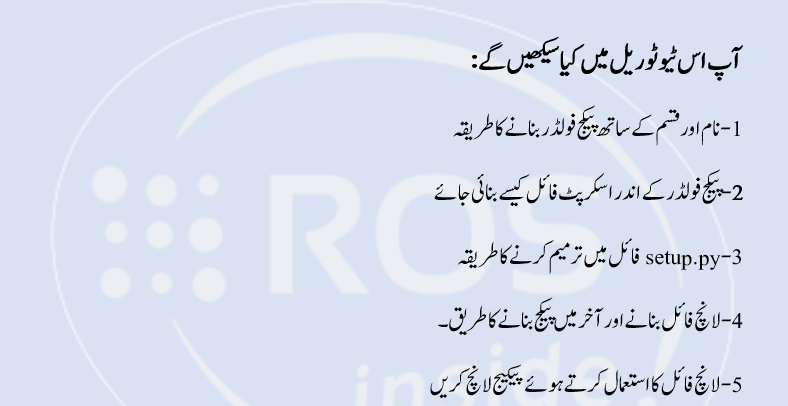 آپ اس ٹیوٹوریل میں کیا سیکھیں گے:
1-نام اور قسم کے ساتھ پیکج فولڈر بنانے کا طریقہ
2-پیکج فولڈر کے اندر اسکرپٹ فائل کیسے بنائی جائے
3-setup.py فائل میں ترمیم کرنے کا طریقہ
4-لانچ فائل بنانے اور آخر میں پیکج بنانے کا طریق۔
5-لانچ فائل کا استعمال کرتے ہوئے پیکیج لانچ کریں
ROS
inside